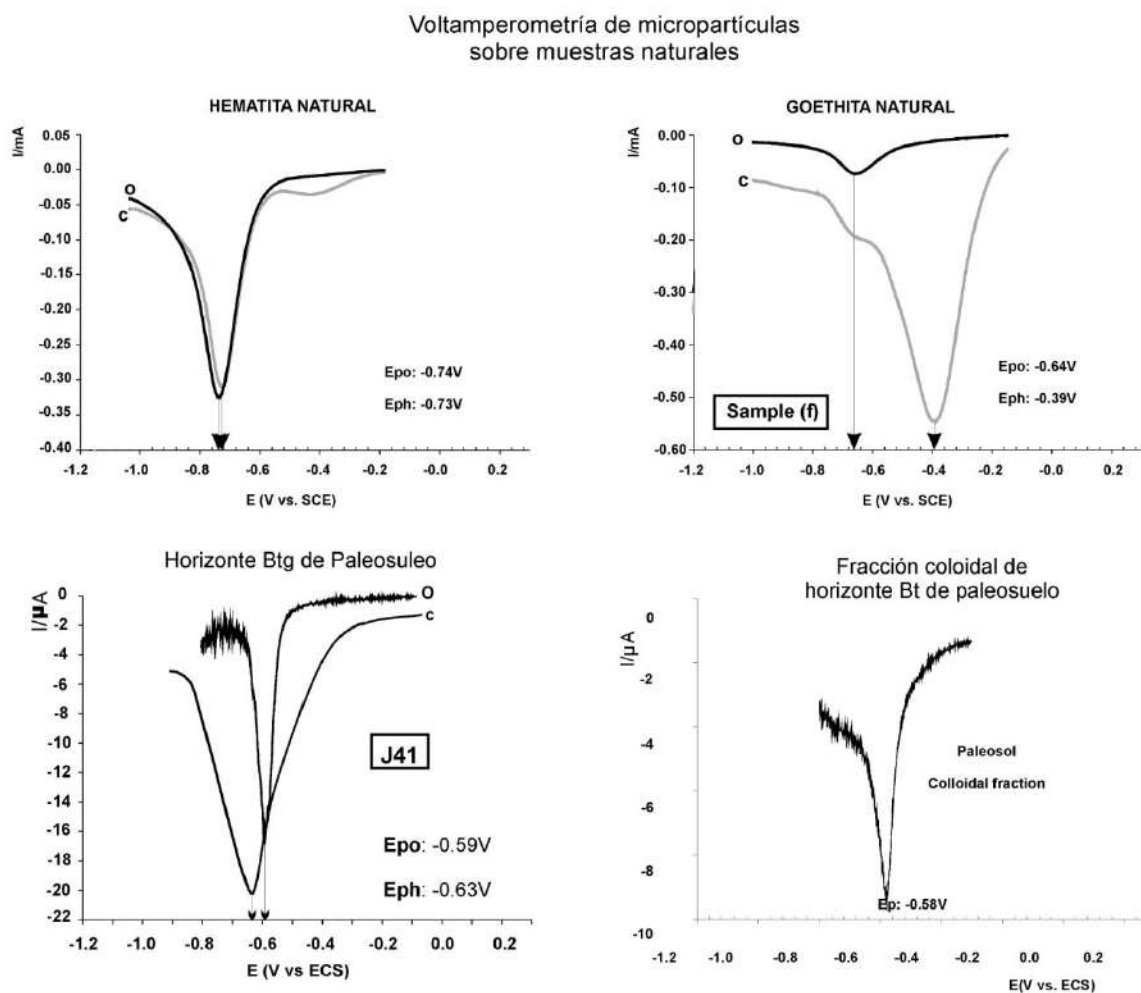 Voltamperometría de micropartículas
sobre muestras naturales
HEMATITA NATURAL
I/mA
0.05
0.00
-0.05
-0.10
-0.15
-0.20
-0.25
-0.30
-0.35
-0.40
O
C
Epo: -0.74V
Eph: -0.73V
-1.2 -1.0 -0.8 -0.6 -0.4 -0.2 0.0 0.2
E (V vs. SCE)
GOETHITA NATURAL
I/mA
0.00
-0.10
-0.20
-0.30
-0.40
-0.50
-0.60
O
C
Epo: -0.64V
Eph: -0.39V
Sample (f)
-1.2 -1.0 -0.8 -0.6 -0.4 -0.2 0.0 0.2
E (V vs. SCE)
Horizonte Btg de Paleosuleo
I/µA
0
-2
-4
-6
-8
-10
-12
-14
-16
-18
-20
-22
O
C
J41
Epo: -0.59V
Eph: -0.63V
-1.2 -1.0 -0.8 -0.6 -0.4 -0.2 0.0 0.2
E (V vs ECS)
Fracción coloidal de
horizonte Bt de paleosuelo
I/µA
0
-2
-4
-6
-8
-10
Paleosol
Colloidal fraction
Ep: -0.58V
-1.2 -1.0 -0.8 -0.6 -0.4 -0.2 0.0 0.2
E(V vs. ECS)